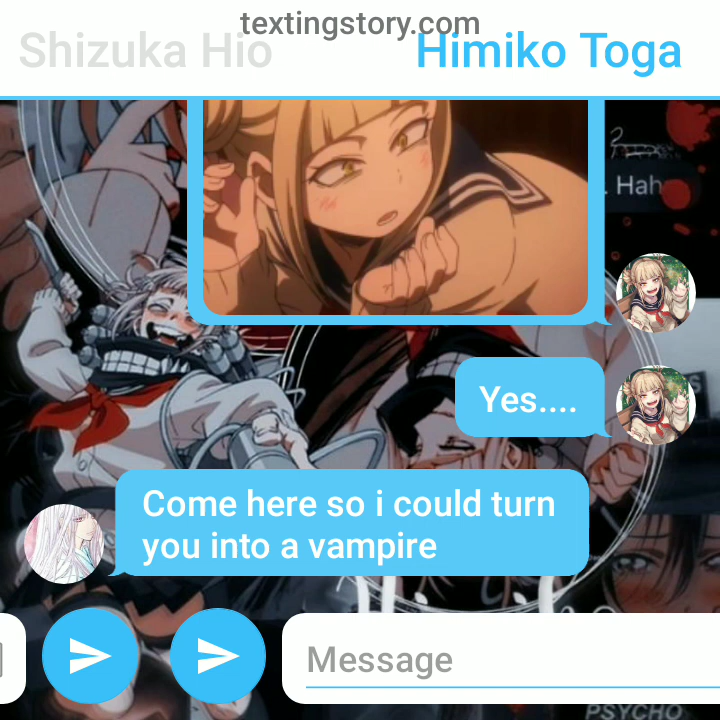 textingstory.com
Shizuka Hio
Himiko Toga
. Hah
Yes....
Come here so i could turn
you into a vampire
Message
PSYCHO